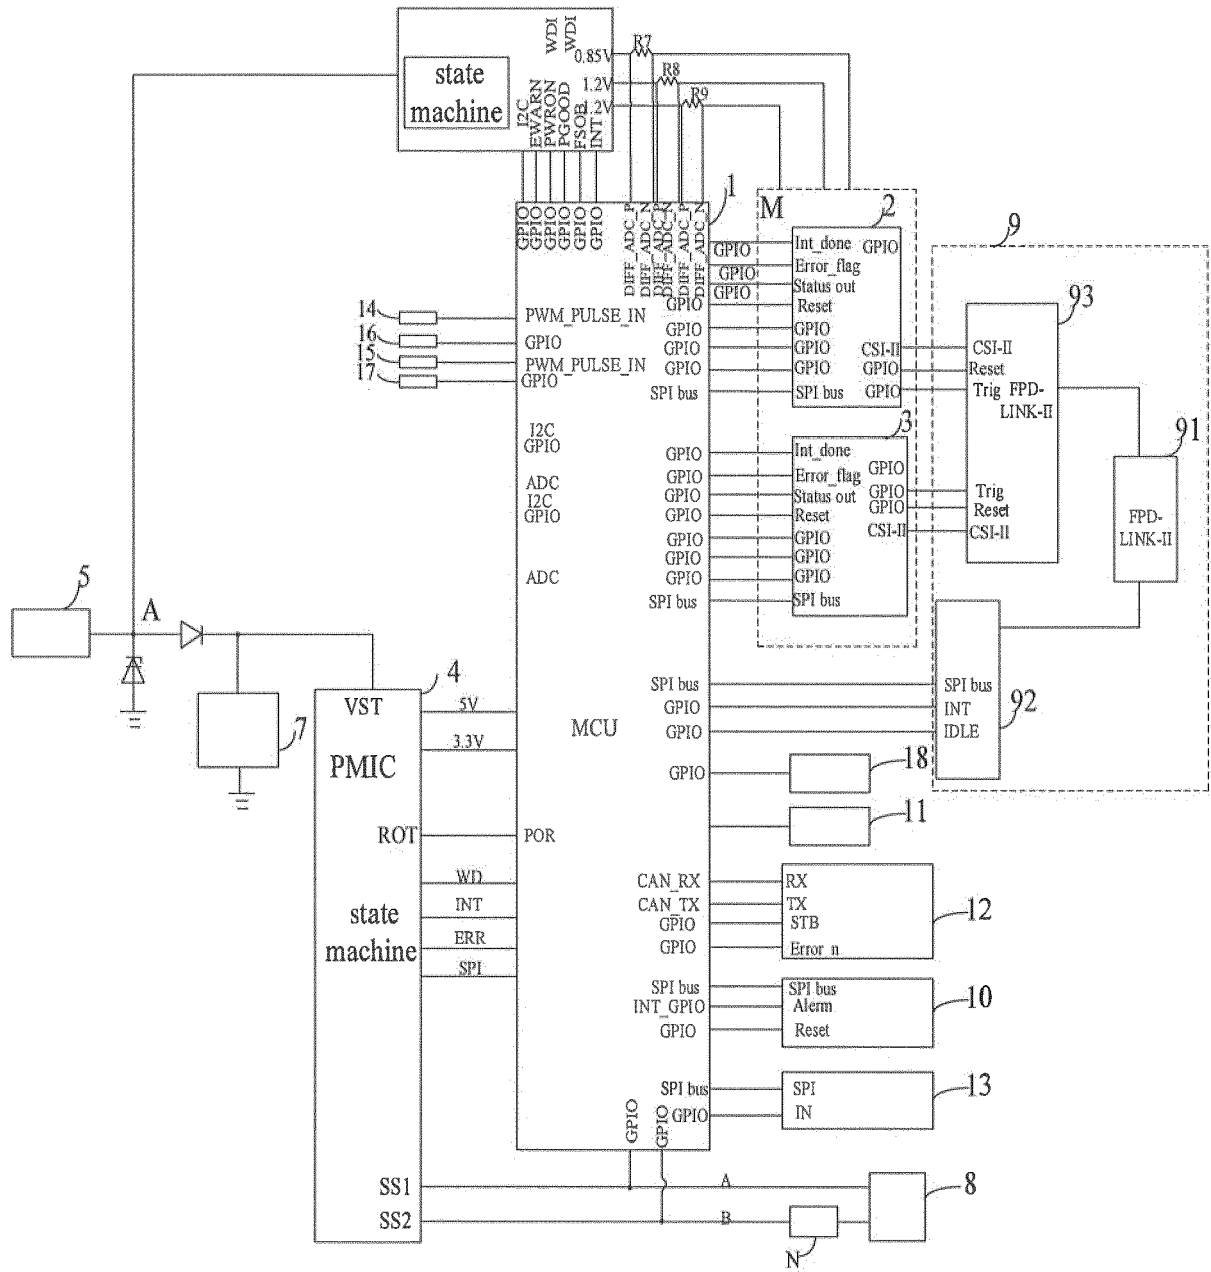 state
machine
I2C
EWARN
PWRON
PGOOD
FSOB
INT
WDI
WDI
0.85V
1.2V
1.2V
R7
R8
R9
1
GPIO
GPIO
GPIO
GPIO
GPIO
GPIO
DIFF_ADC_P
DIFF_ADC_N
DIFF_ADC_P
DIFF_ADC_N
DIFF_ADC_P
DIFF_ADC_N
14
16
15
17
PWM_PULSE_IN
GPIO
PWM_PULSE_IN
GPIO
I2C
GPIO
ADC
I2C
GPIO
ADC
MCU
M
2
GPIO Int_done GPIO
GPIO Error_flag
GPIO Status out
GPIO Reset
GPIO GPIO
GPIO GPIO CSI-II
GPIO GPIO GPIO
SPI bus SPI bus GPIO
3
GPIO Int_done
GPIO Error_flag GPIO
GPIO Status out GPIO
GPIO Reset GPIO
GPIO GPIO CSI-II
GPIO GPIO
GPIO GPIO
SPI bus SPI bus
9
93
CSI-II
Reset
Trig FPD-
LINK-II
Trig
Reset
CSI-II
91
FPD-
LINK-II
SPI bus SPI bus
GPIO INT
GPIO IDLE
92
GPIO
18
11
CAN_RX RX
CAN_TX TX
GPIO STB
GPIO Error_n
12
SPI bus SPI bus
INT_GPIO Alerm
GPIO Reset
10
SPI bus SPI
GPIO IN
13
GPIO
GPIO
5
A
7
4
VST
PMIC
ROT
state
machine
SS1
SS2
5V
3.3V
POR
WD
INT
ERR
SPI
A
B
N
8